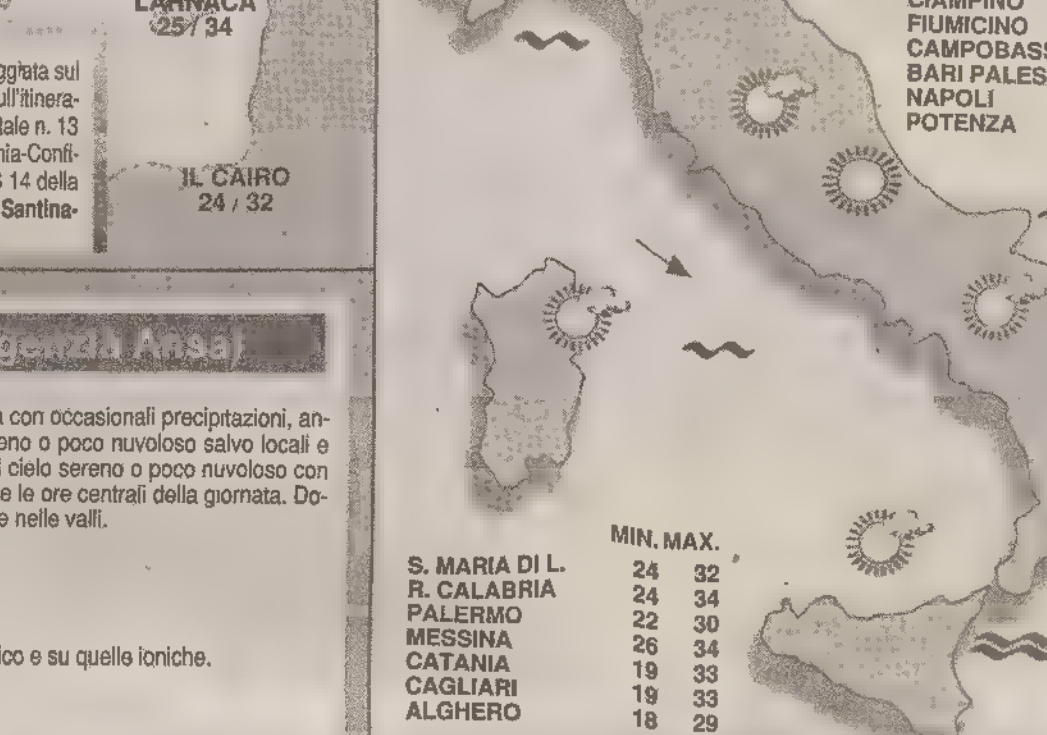 LARNACA
25 / 34
ggiata sul
ull'itinera-
tale n. 13
nia-Confi-
S 14 della
Santina-
IL CAIRO
24 / 32
CIAMPINO
FIUMICINO
CAMPOBASS
BARI PALES
NAPOLI
POTENZA
genzia Ansa)
a con occasionali precipitazioni, an-
eno o poco nuvoloso salvo locali e
i cielo sereno o poco nuvoloso con
e le ore centrali della giornata. Do-
e nelle valli.
ico e su quelle ioniche.
MIN. MAX.
S. MARIA DI L. 24 32
R. CALABRIA 24 34
PALERMO 22 30
MESSINA 26 34
CATANIA 19 33
CAGLIARI 19 33
ALGHERO 18 29